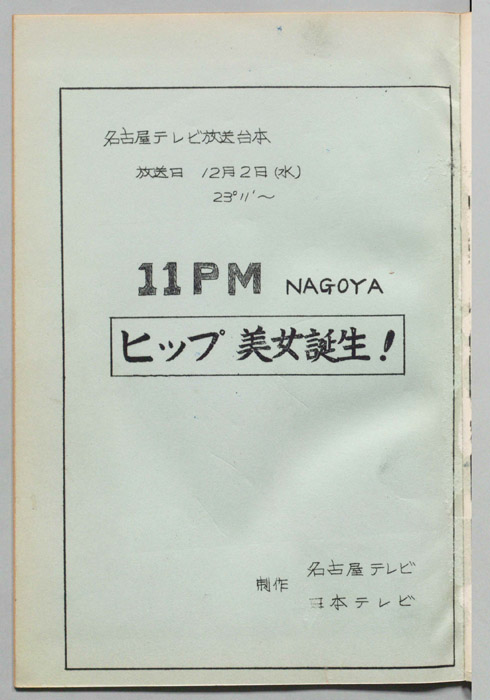 名古屋テレビ放送台本
放送日 12月2日(水)
23°11′〜
11PM NAGOYA
ヒップ 美女誕生!
制作 名古屋テレビ
日本テレビ